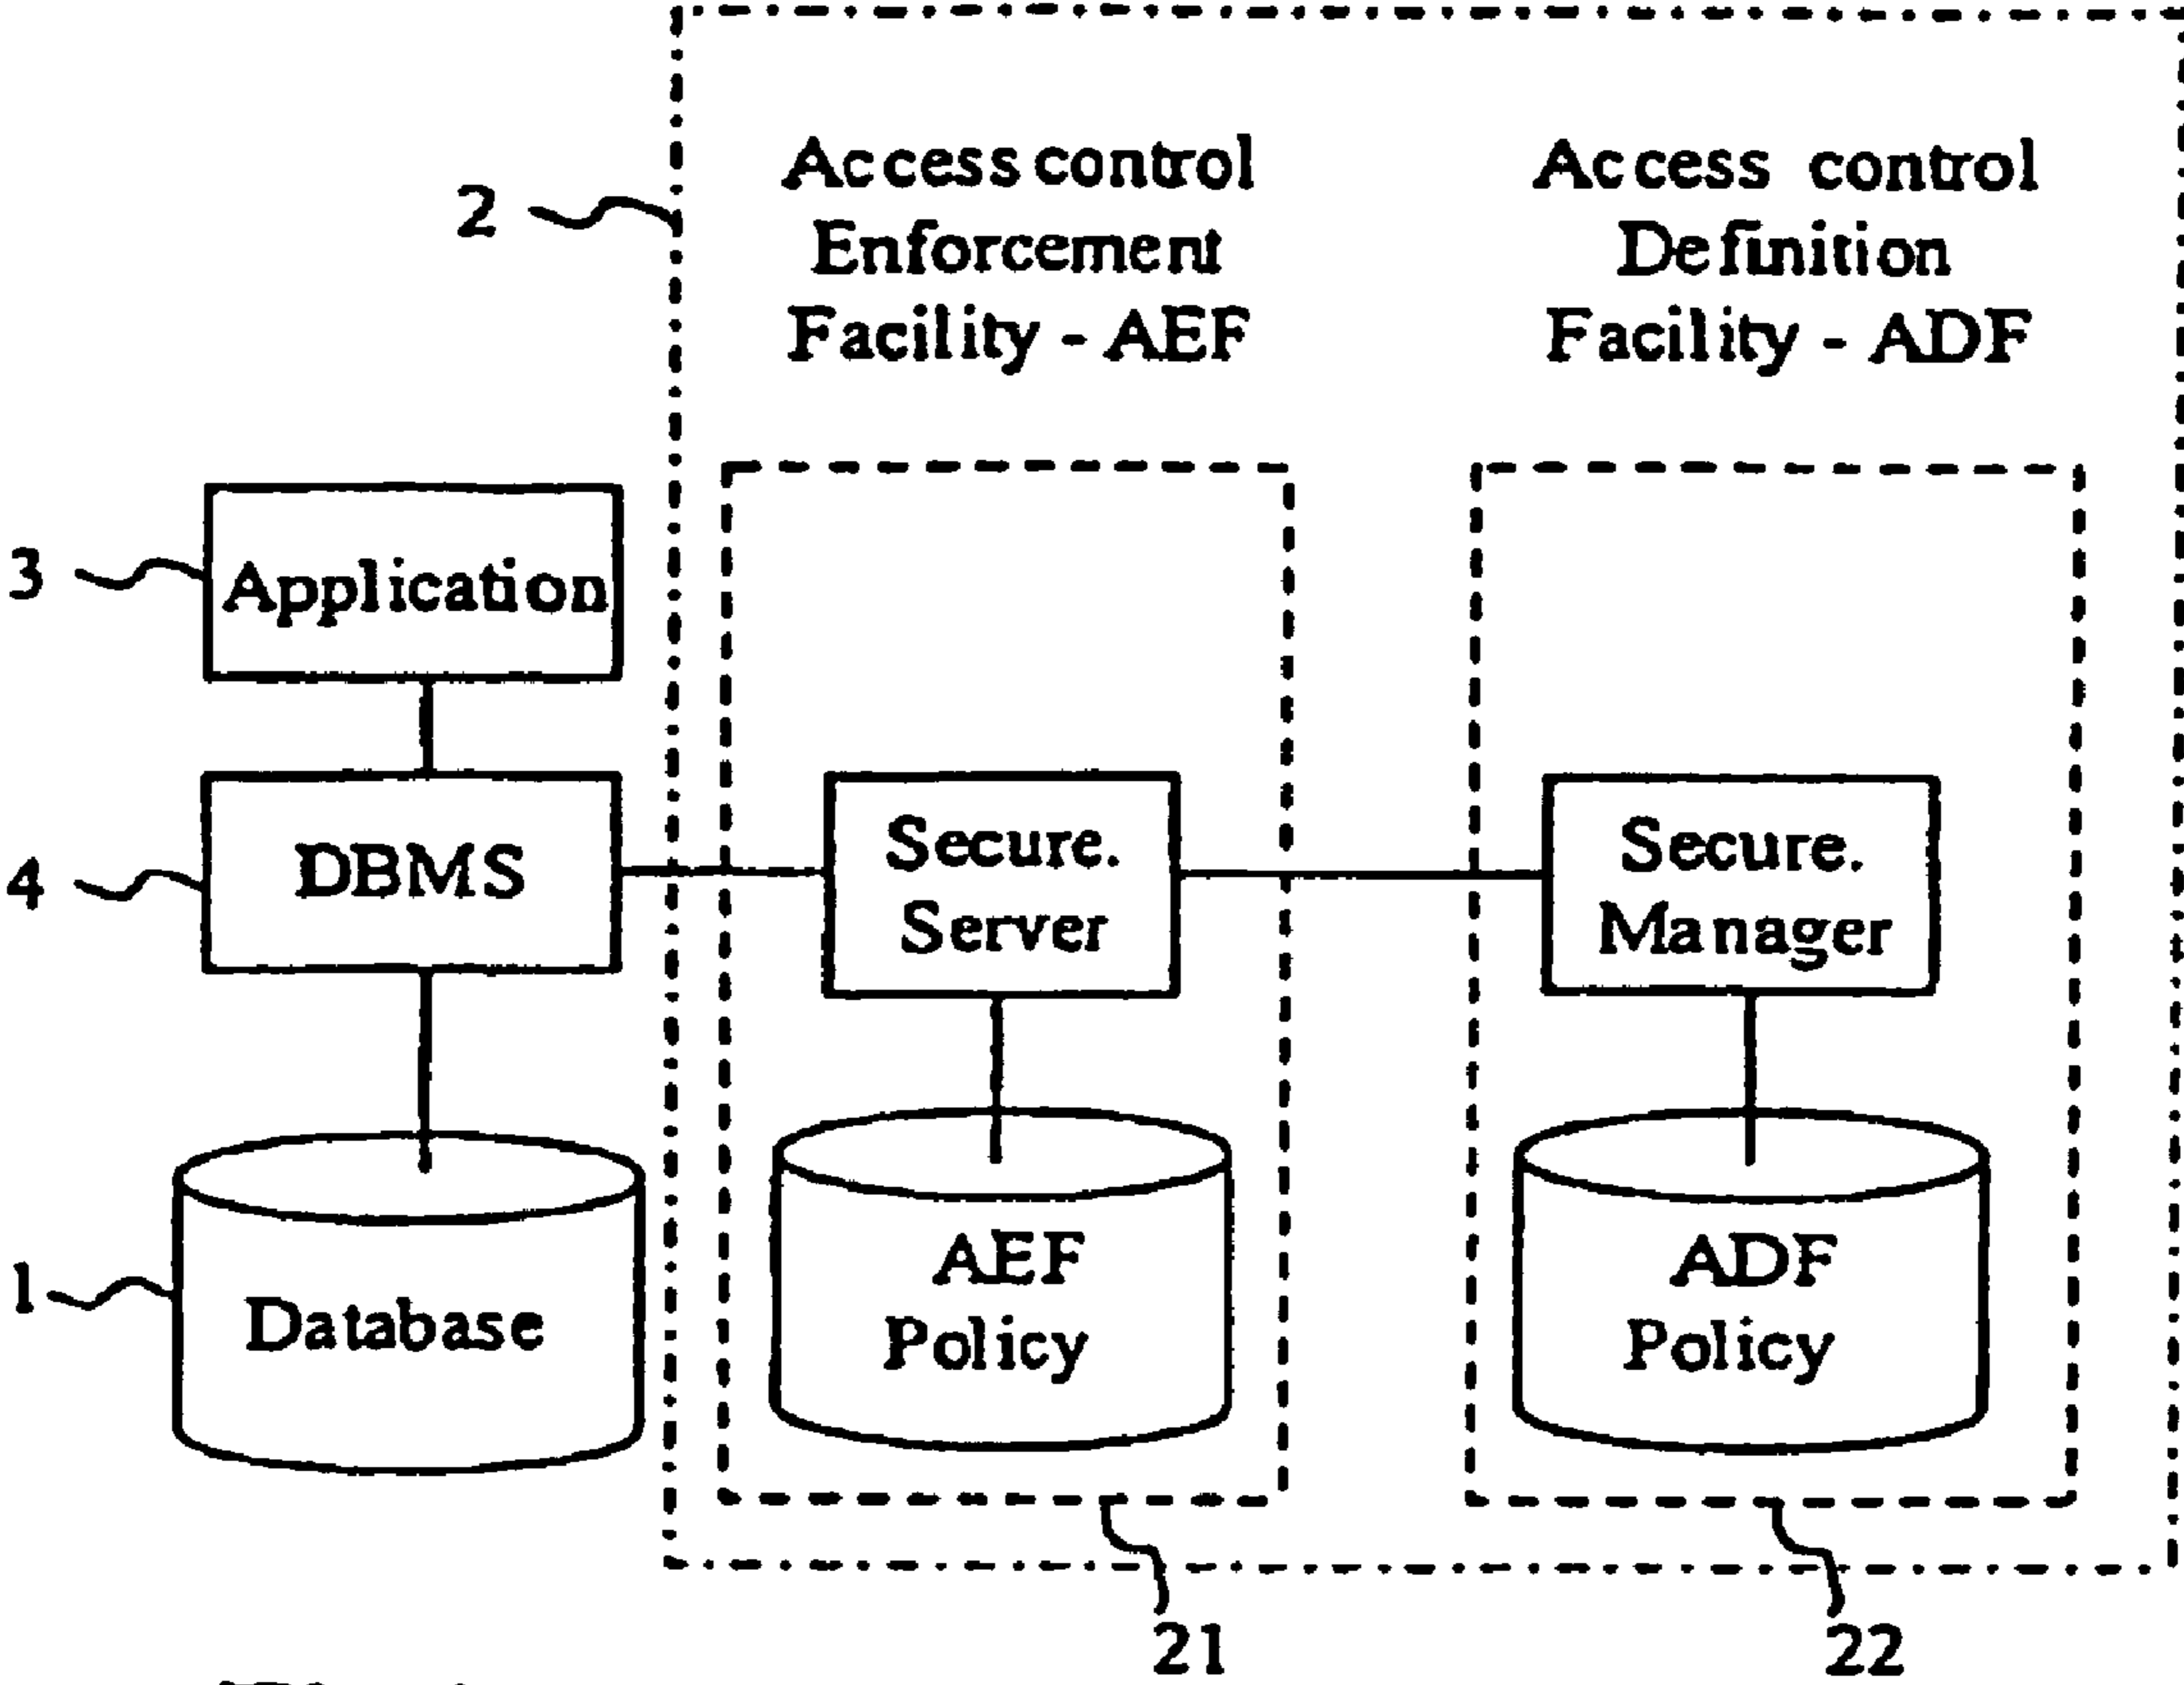 2
Access control
Enforcement
Facility - AEF
Access control
Definition
Facility - ADF
3
Application
4
DBMS
Secure.
Server
Secure.
Manager
1
Database
AEF
Policy
ADF
Policy
21
22